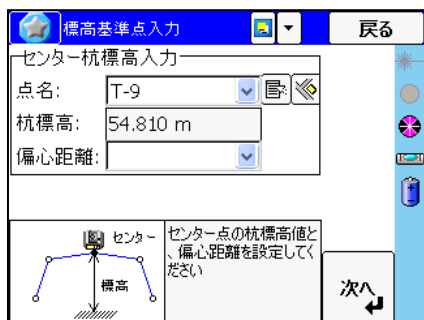 標高基準点入力
戻る
センター杭標高入力
点名:
T-9
杭標高:
54.810 m
偏心距離:
センター
標高
センター点の杭標高値と
、偏心距離を設定してく
ださい
次へ